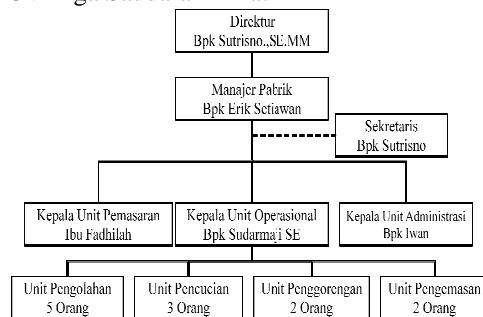 Direktur
Bpk Sutrisno.,SE.MM
Manajer Pabrik
Bpk Erik Setiawan
Sekretaris
Bpk Sutrisno
Kepala Unit Pemasaran
Ibu Fadhilah
Kepala Unit Operasional
Bpk Sudarmaji SE
Kepala Unit Administrasi
Bpk Iwan
Unit Pengolahan
5 Orang
Unit Pencucian
3 Orang
Unit Penggorengan
2 Orang
Unit Pengemasan
2 Orang